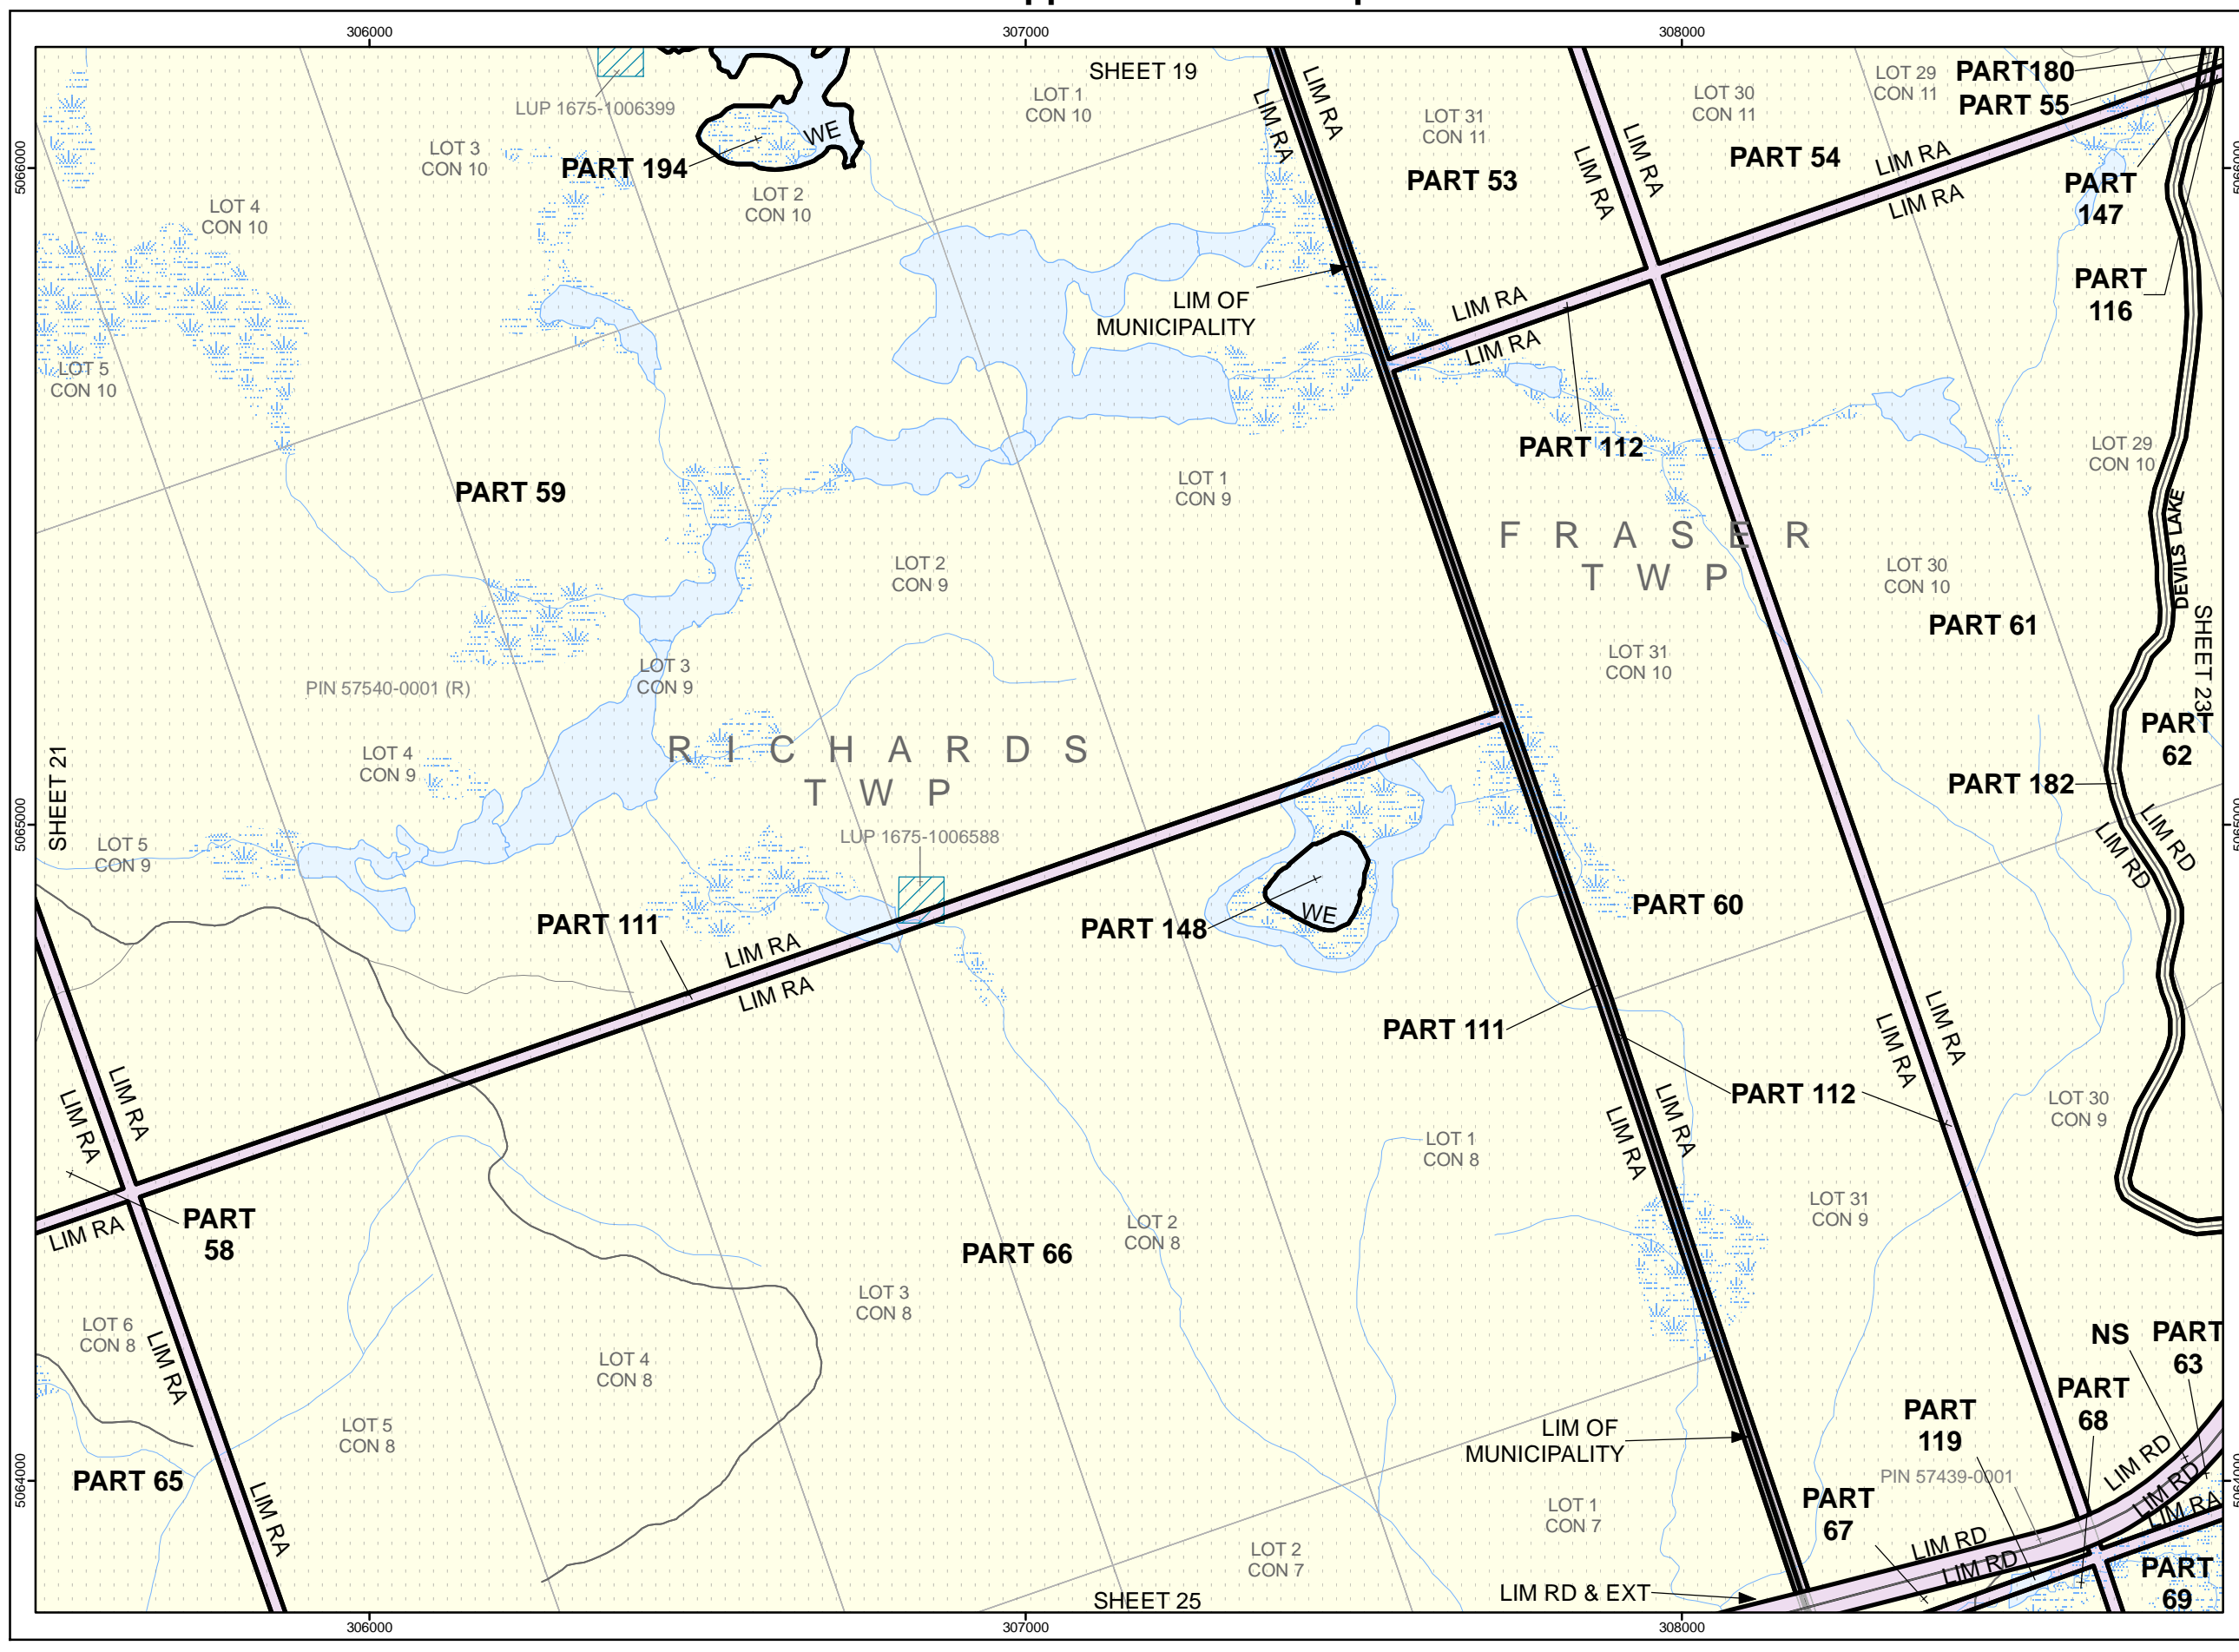 306000
307000
308000
SHEET 19
LUP 1675-1006399
WE
PART 194
LOT 1
CON 10
LOT 2
CON 10
LOT 3
CON 10
LOT 4
CON 10
LOT 5
CON 10
LIM RA
LIM RA
LOT 31
CON 11
PART 53
LIM RA
LIM RA
LOT 30
CON 11
PART 54
LOT 29
CON 11
PART180
PART 55
LIM RA
LIM RA
PART
147
PART
116
5066000
5066000
LIM OF
MUNICIPALITY
LIM RA
LIM RA
PART 112
PART 59
LOT 1
CON 9
LOT 2
CON 9
LOT 3
CON 9
FRASER
TWP
LOT 29
CON 10
LOT 30
CON 10
LOT 31
CON 10
PART 61
DEVILS LAKE
SHEET 23
PART
62
PART 182
LIM RD
LIM RD
PIN 57540-0001 (R)
LOT 4
CON 9
LOT 5
CON 9
SHEET 21
RICHARDS
TWP
LUP 1675-1006588
5065000
5065000
PART 111
LIM RA
LIM RA
PART 148
WE
PART 60
PART 111
PART 112
LIM RA
LIM RA
LIM RA
LIM RA
LOT 30
CON 9
LOT 31
CON 9
LOT 1
CON 8
LOT 2
CON 8
LOT 3
CON 8
LOT 4
CON 8
LOT 5
CON 8
LOT 6
CON 8
LIM RA
LIM RA
LIM RA
PART
58
PART 66
LIM RA
LIM RA
PART 65
5064000
5064000
LIM OF
MUNICIPALITY
LOT 1
CON 7
LOT 2
CON 7
NS
PART
63
PART
68
PART
119
PIN 57439-0001
PART
67
LIM RD
LIM RD
LIM RA
LIM RD
LIM RD
PART
69
LIM RD & EXT
SHEET 25
306000
307000
308000